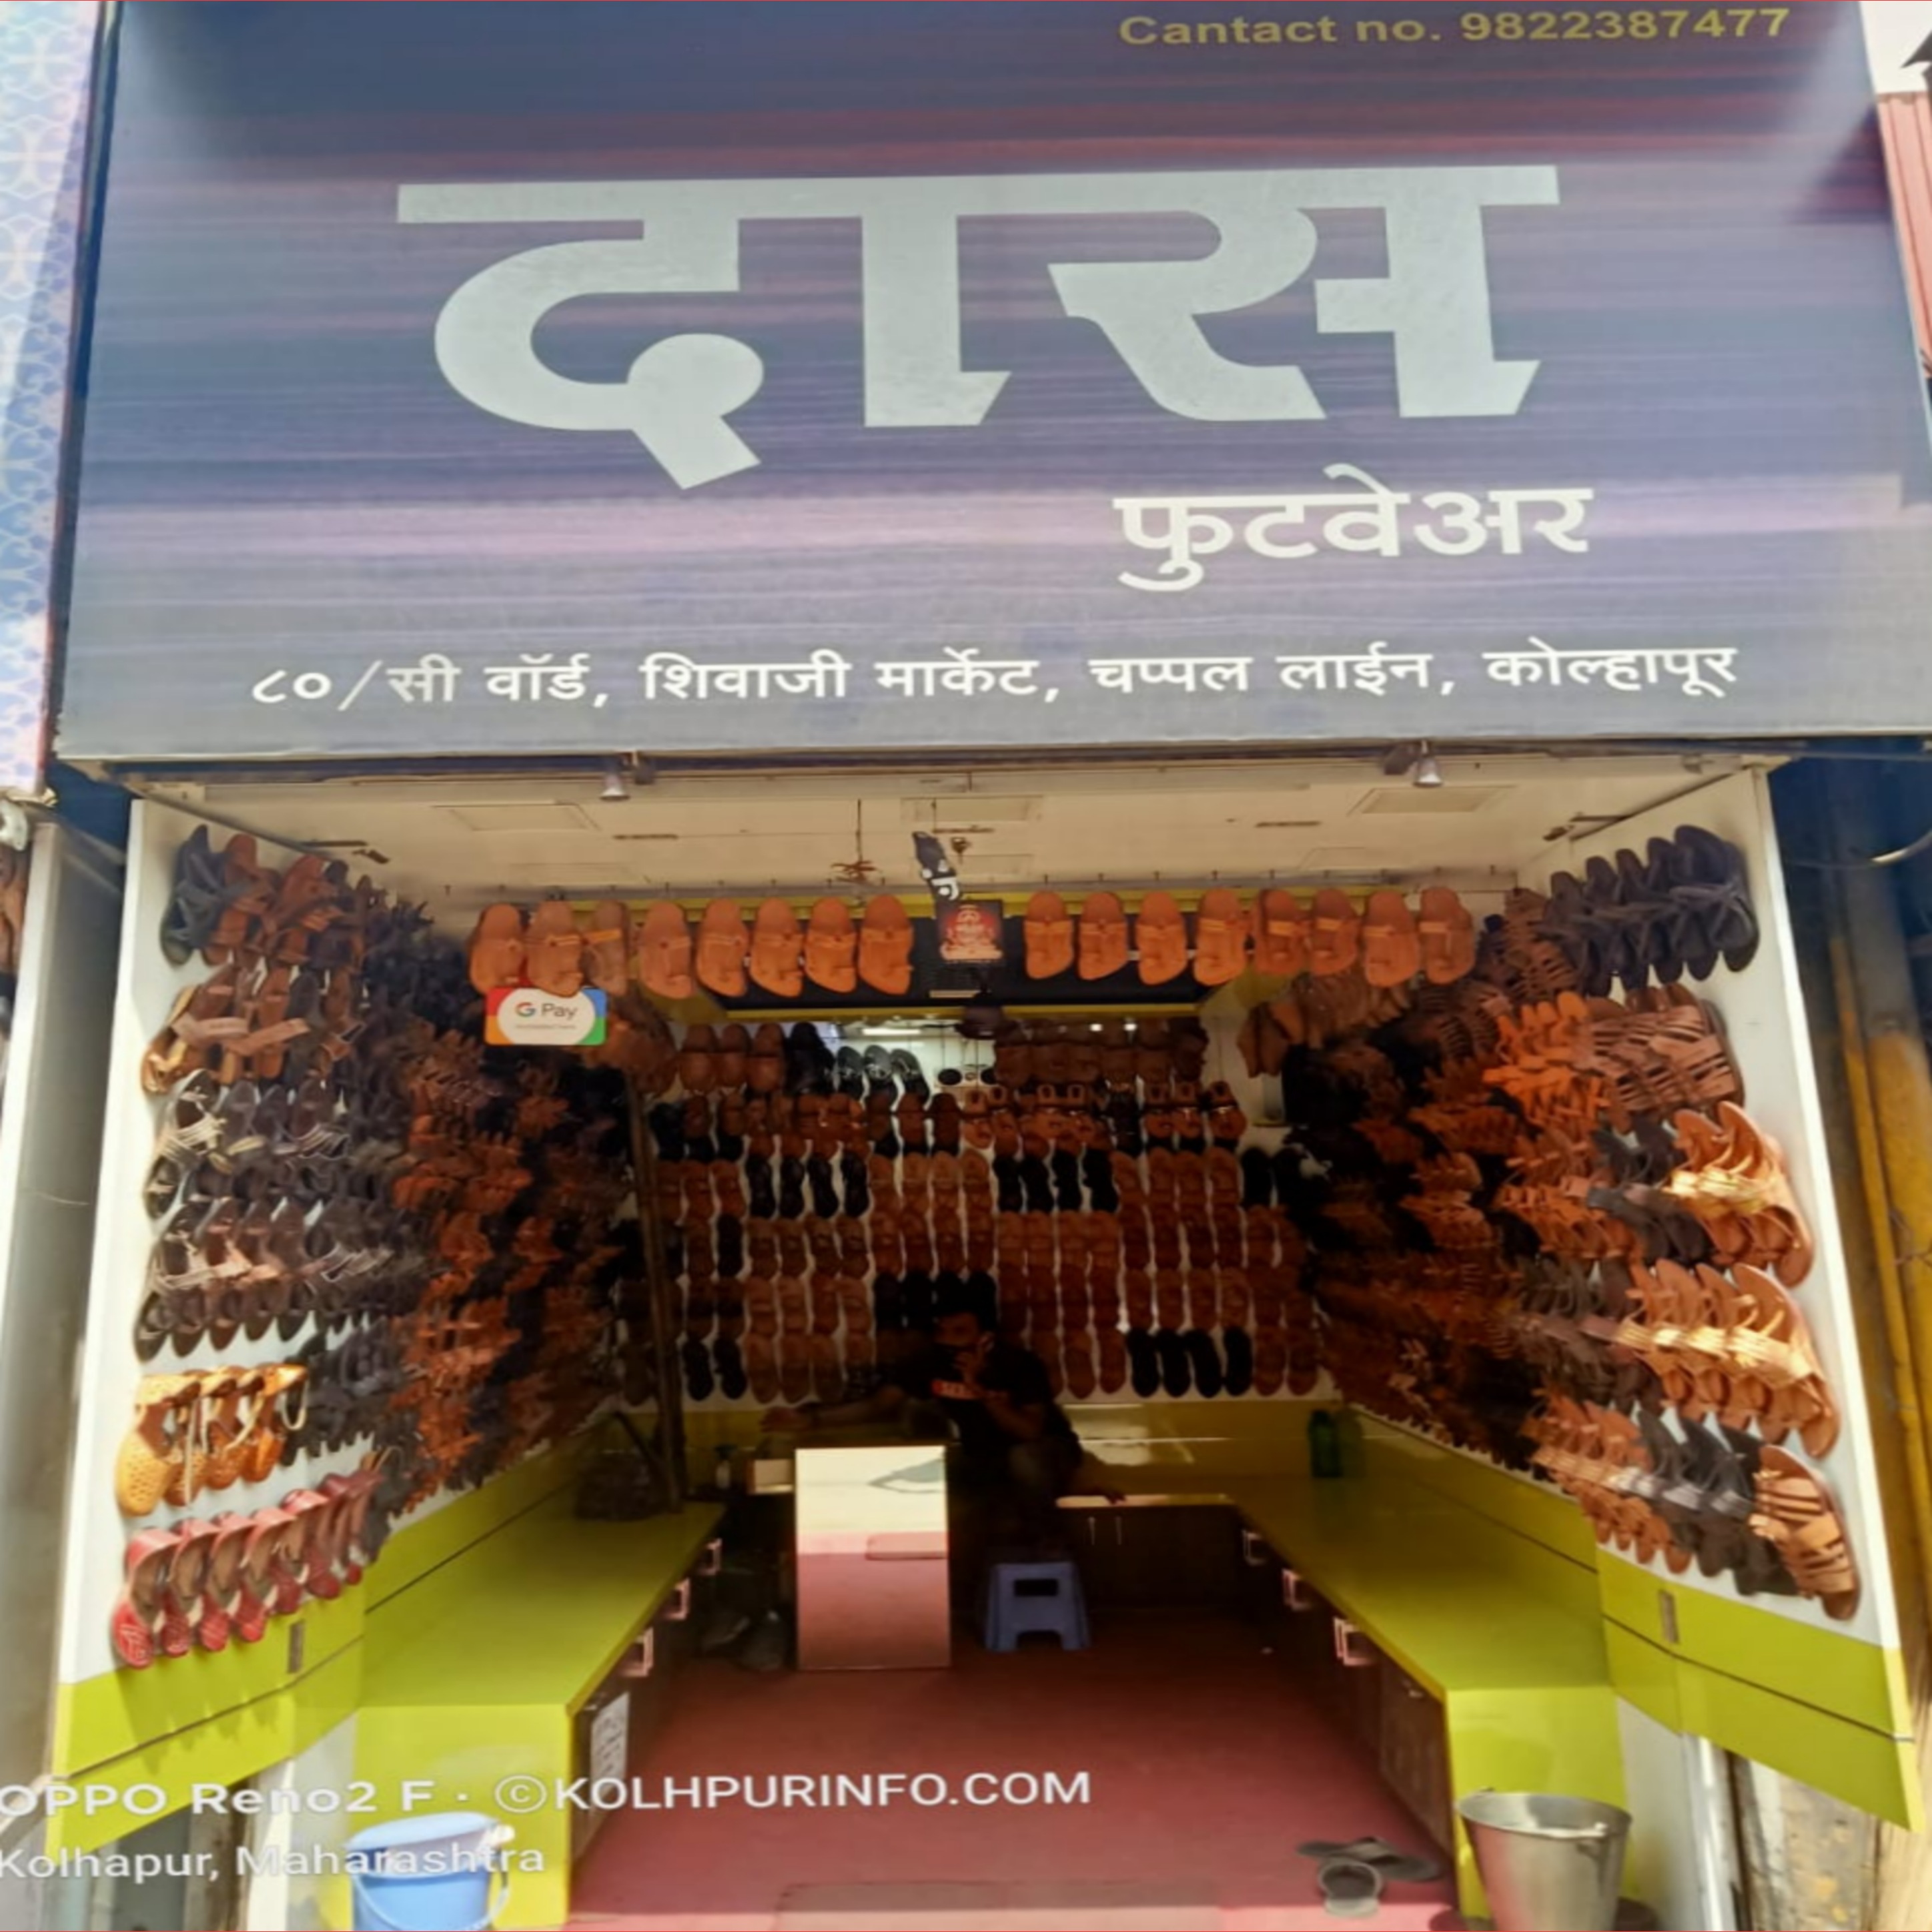 Cantact no. 9822387477
दास
फुटवेअर
८०/सी वॉर्ड, शिवाजी मार्केट, चप्पल लाईन, कोल्हापूर
G Pay
OPPO Reno2 F · ©KOLHPURINFO.COM
Kolhapur, Maharashtra